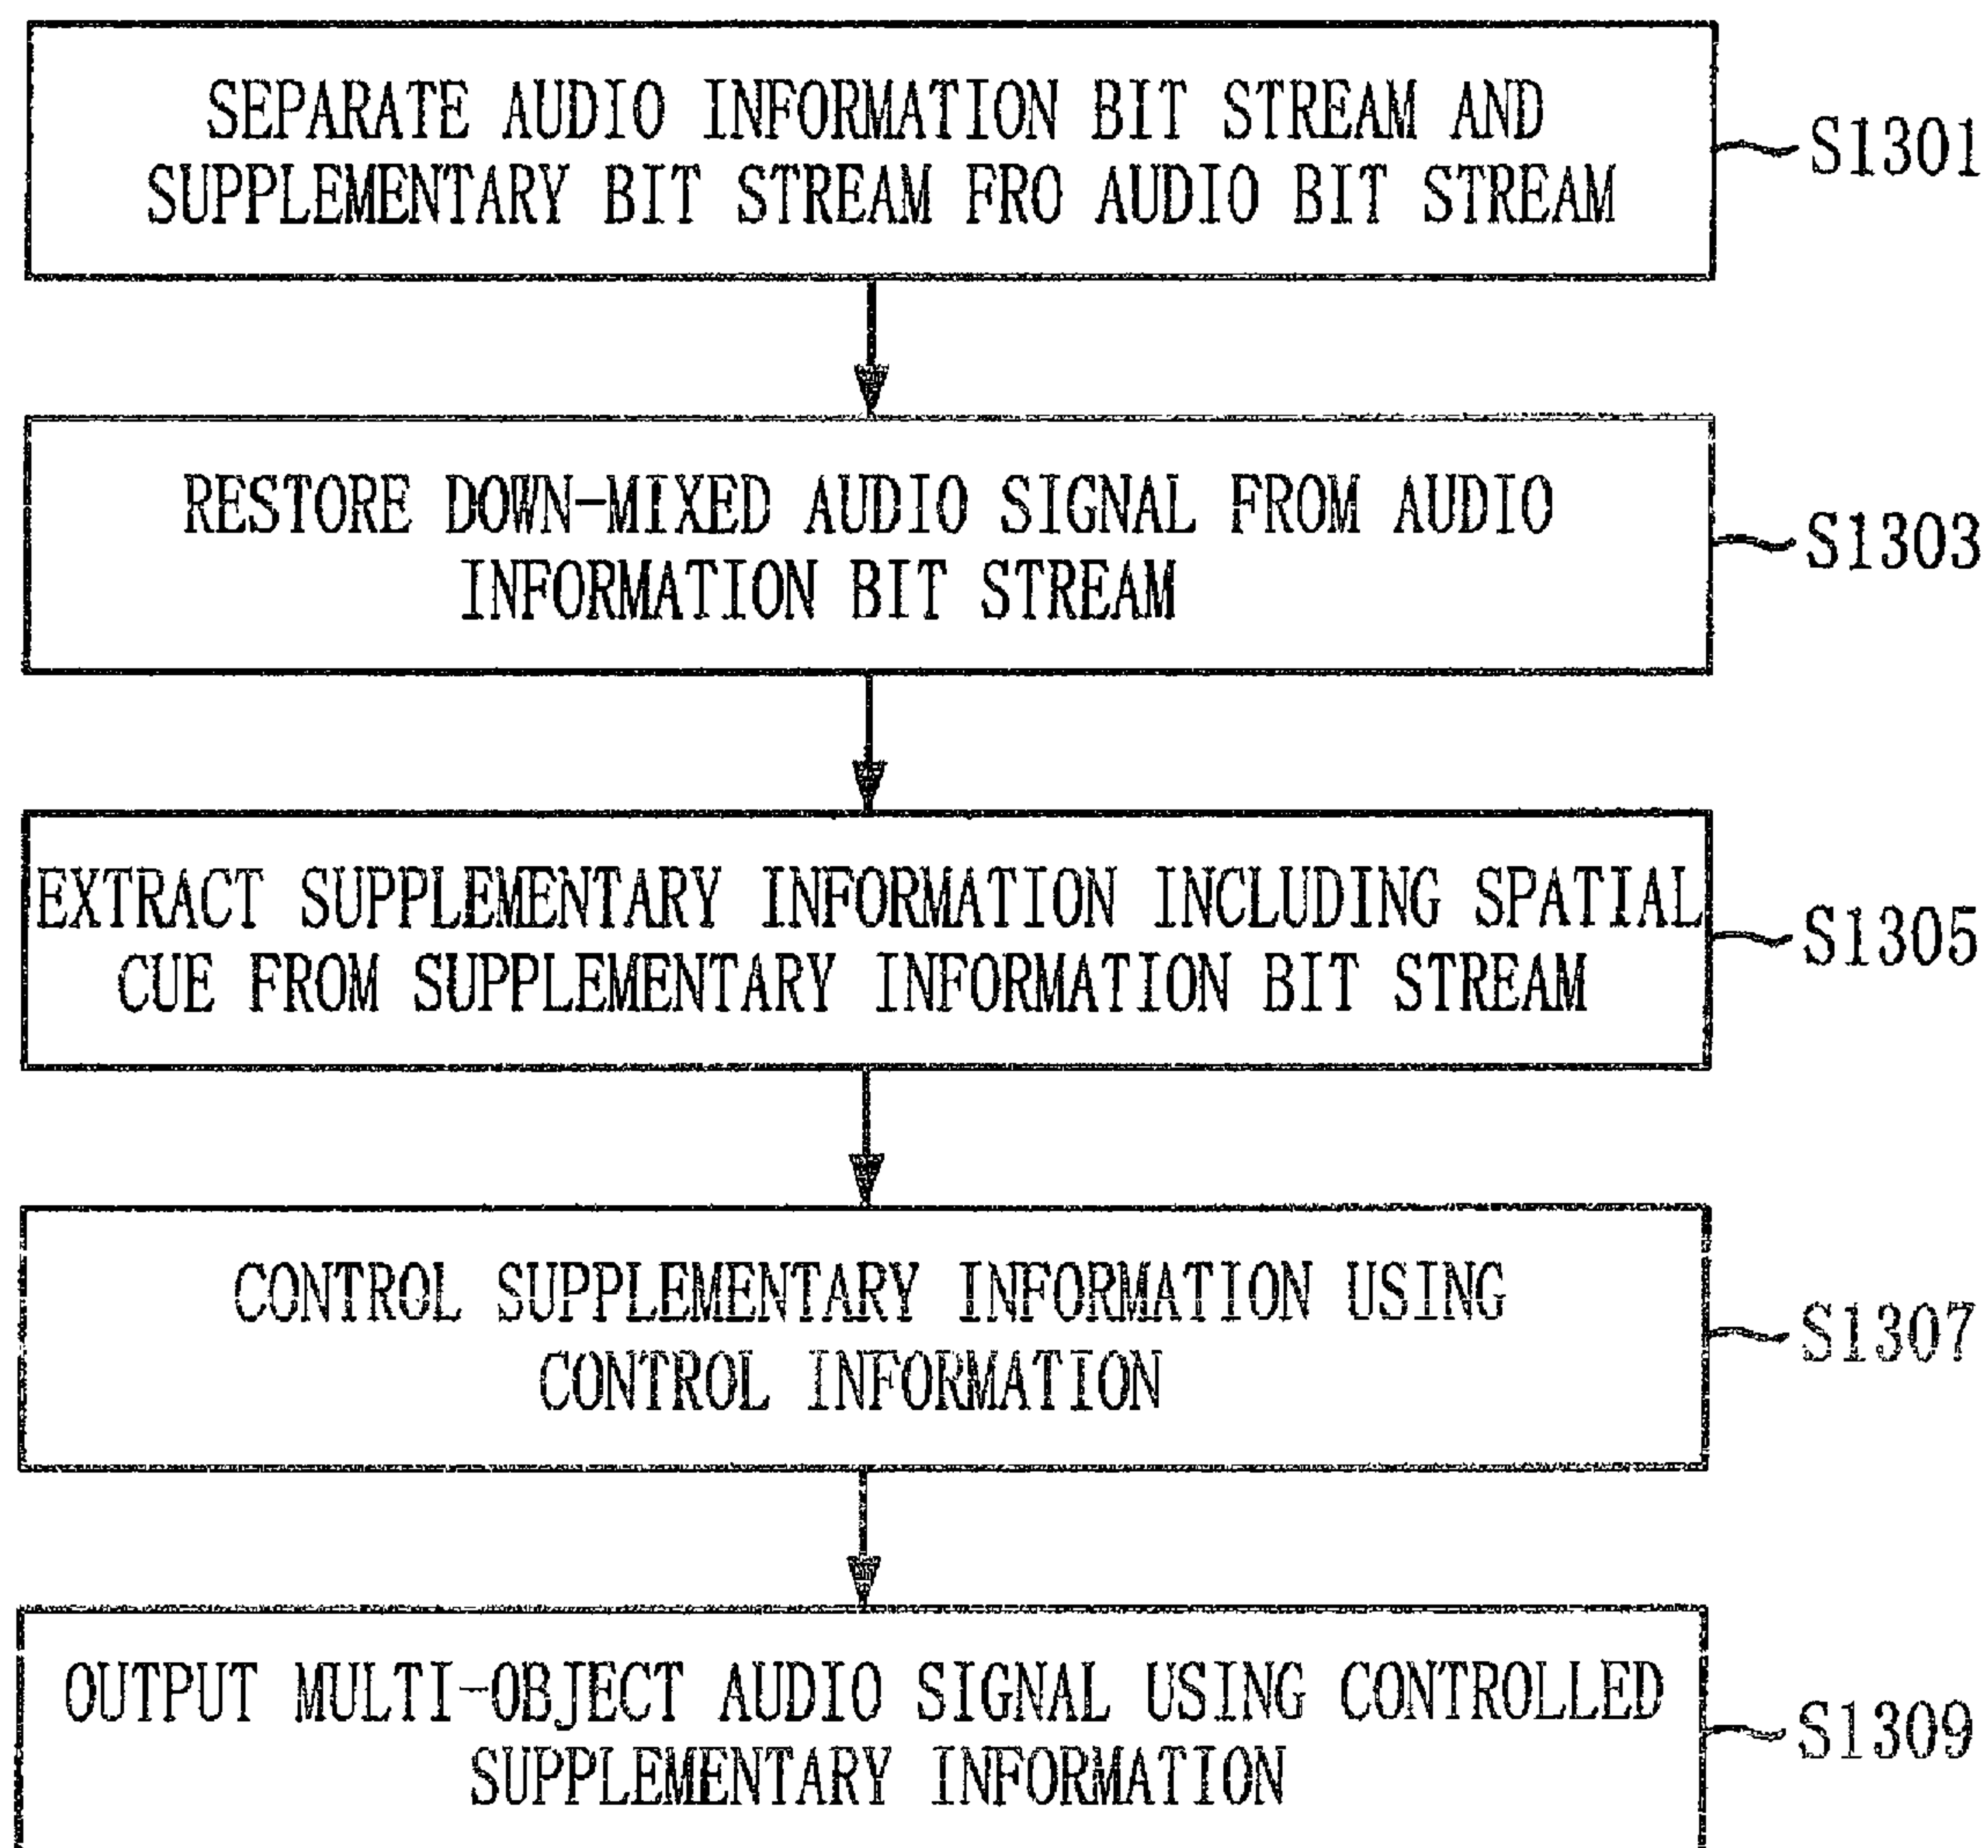 SEPARATE AUDIO INFORMATION BIT STREAM AND
SUPPLEMENTARY BIT STREAM FRO AUDIO BIT STREAM
S1301
RESTORE DOWN-MIXED AUDIO SIGNAL FROM AUDIO
INFORMATION BIT STREAM
S1303
EXTRACT SUPPLEMENTARY INFORMATION INCLUDING SPATIAL
CUE FROM SUPPLEMENTARY INFORMATION BIT STREAM
S1305
CONTROL SUPPLEMENTARY INFORMATION USING
CONTROL INFORMATION
S1307
OUTPUT MULTI-OBJECT AUDIO SIGNAL USING CONTROLLED
SUPPLEMENTARY INFORMATION
S1309